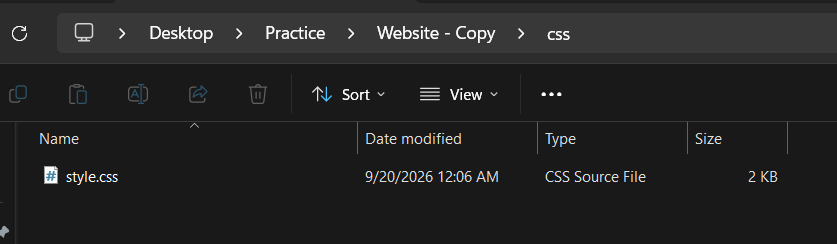 Desktop > Practice > Website - Copy > css
Sort View
Name Date modified Type Size
style.css 9/20/2026 12:06 AM CSS Source File 2 KB